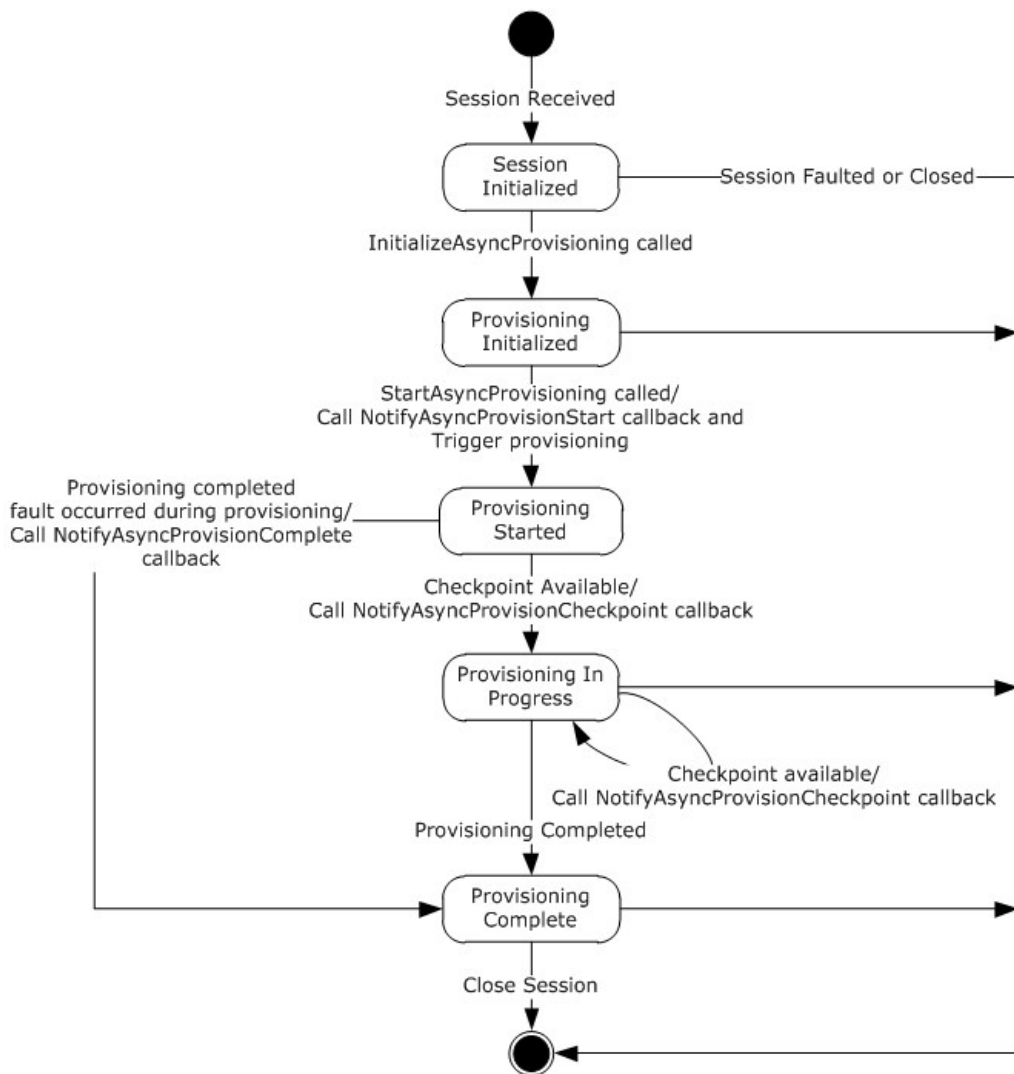 Session Received
Session
Initialized
Session Faulted or Closed
InitializeAsyncProvisioning called
Provisioning
Initialized
StartAsyncProvisioning called/
Call NotifyAsyncProvisionStart callback and
Trigger provisioning
Provisioning completed
fault occurred during provisioning/
Call NotifyAsyncProvisionComplete
callback
Provisioning
Started
Checkpoint Available/
Call NotifyAsyncProvisionCheckpoint callback
Provisioning In
Progress
Checkpoint available/
Call NotifyAsyncProvisionCheckpoint callback
Provisioning Completed
Provisioning
Complete
Close Session